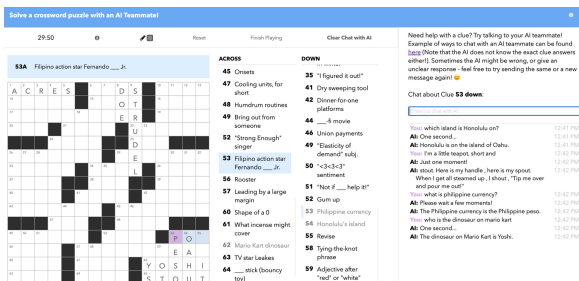 Solve a crossword puzzle with an AI Teammate!
29:50
Reset
Finish Playing
Clear Chat with AI
53A Filipino action star Fernando ___ Jr.
A C R E S
D S
O T
E R
U
D
E
L
P O
E A
Y O S H I
S T O U T
ACROSS
45 Onsets
47 Cooling units, for
short
48 Humdrum routines
49 Bring out from
someone
52 "Strong Enough"
singer
53 Filipino action star
Fernando ___ Jr.
56 Rooster
57 Leading by a large
margin
60 Shape of a 0
61 What incense might
cover
62 Mario Kart dinosaur
63 TV star Leakes
64 ___ stick (bouncy
toy)
DOWN
35 "I figured it out!"
41 Dry sweeping tool
42 Dinner-for-one
platforms
44 ___-fi movie
46 Union payments
49 "Elasticity of
demand" subj.
50 "<3<3<3"
sentiment
51 "Not if ___ help it!"
52 Gum up
53 Philippine currency
54 Honolulu's island
55 Revise
58 Tying-the-knot
phrase
59 Adjective after
"red" or "white"
Need help with a clue? Try talking to your AI teammate!
Example of ways to chat with an AI teammate can be found
here (Note that the AI does not know the exact clue answers
either!). Sometimes the AI might be wrong, or give an
unclear response - feel free to try sending the same or a new
message again!
Chat about Clue 53 down:
You: which island is Honolulu on? 12:41 PM
AI: One second... 12:41 PM
AI: Honolulu is on the island of Oahu. 12:41 PM
You: I'm a little teapot, short and 12:42 PM
AI: Just one moment! 12:42 PM
AI: stout. Here is my handle , here is my spout. 12:42 PM
When I get all steamed up , I shout , "Tip me over
and pour me out!"
You: what is philippine currency? 12:42 PM
AI: Please wait a few moments! 12:42 PM
AI: The Philippine currency is the Philippine peso. 12:42 PM
You: who is the dinosaur on mario kart 12:42 PM
AI: One second... 12:42 PM
AI: The dinosaur on Mario Kart is Yoshi. 12:42 PM